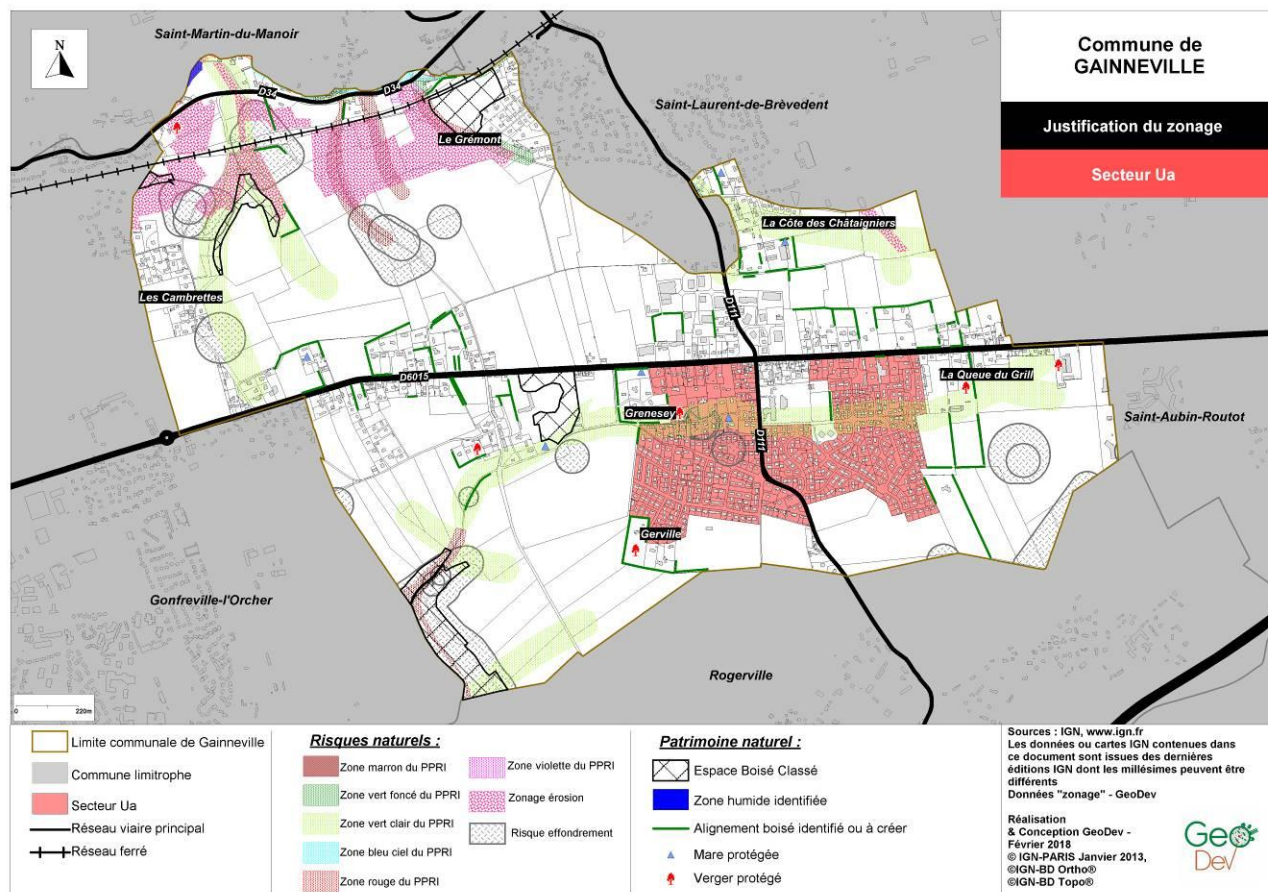 Commune de
GAINNEVILLE
Justification du zonage
Secteur Ua
N
Saint-Martin-du-Manoir
D34
D34
Le Grémont
Saint-Laurent-de-Brèvedent
La Côte des Châtaigniers
Les Cambrettes
D111
D6015
La Queue du Grill
Grenesey
Saint-Aubin-Routot
D111
Gerville
Gonfreville-l'Orcher
Rogerville
0 220m
Limite communale de Gainneville
Commune limitrophe
Secteur Ua
Réseau viaire principal
Réseau ferré
Risques naturels :
Zone marron du PPRI
Zone vert foncé du PPRI
Zone vert clair du PPRI
Zone bleu ciel du PPRI
Zone rouge du PPRI
Zone violette du PPRI
Zonage érosion
Risque effondrement
Patrimoine naturel :
Espace Boisé Classé
Zone humide identifiée
Alignement boisé identifié ou à créer
Mare protégée
Verger protégé
Sources : IGN, www.ign.fr
Les données ou cartes IGN contenues dans
ce document sont issues des dernières
éditions IGN dont les millésimes peuvent être
différents
Données "zonage" - GeoDev
Réalisation
& Conception GeoDev -
Février 2018
© IGN-PARIS Janvier 2013,
©IGN-BD Ortho®
©IGN-BD Topo®
Geo
Dev